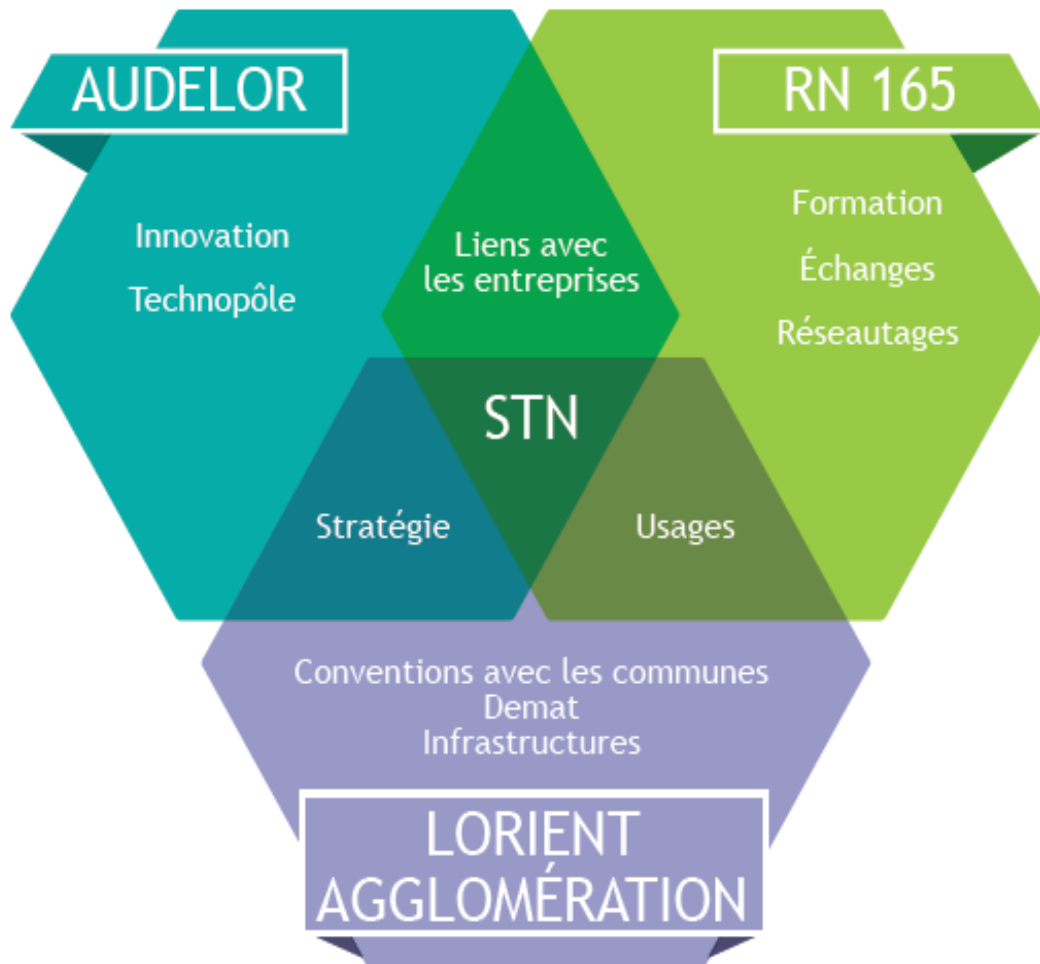 AUDELOR
RN 165
Innovation
Technopôle
Liens avec
les entreprises
Formation
Échanges
Réseautages
STN
Stratégie
Usages
Conventions avec les communes
Demat
Infrastructures
LORIENT
AGGLOMÉRATION